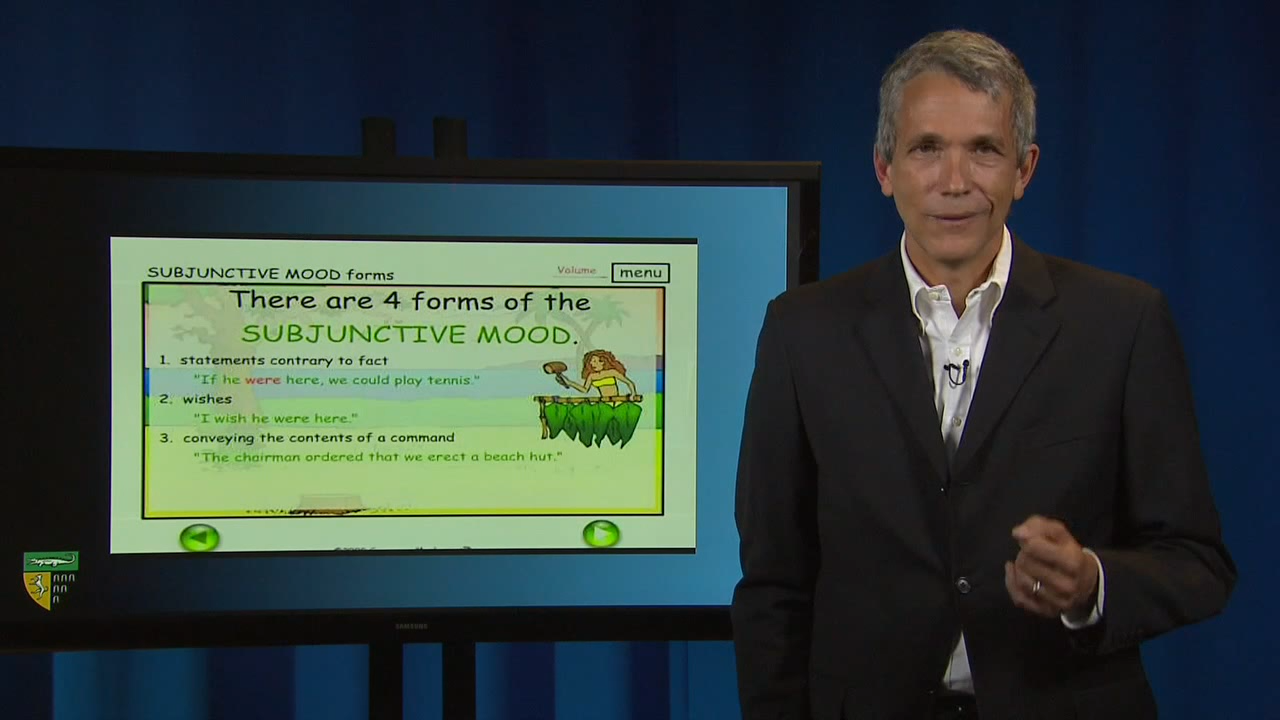 SUBJUNCTIVE MOOD forms
Volume
menu
There are 4 forms of the
SUBJUNCTIVE MOOD.
1. statements contrary to fact
"If he were here, we could play tennis."
2. wishes
"I wish he were here."
3. conveying the contents of a command
"The chairman ordered that we erect a beach hut."
SAMSUNG